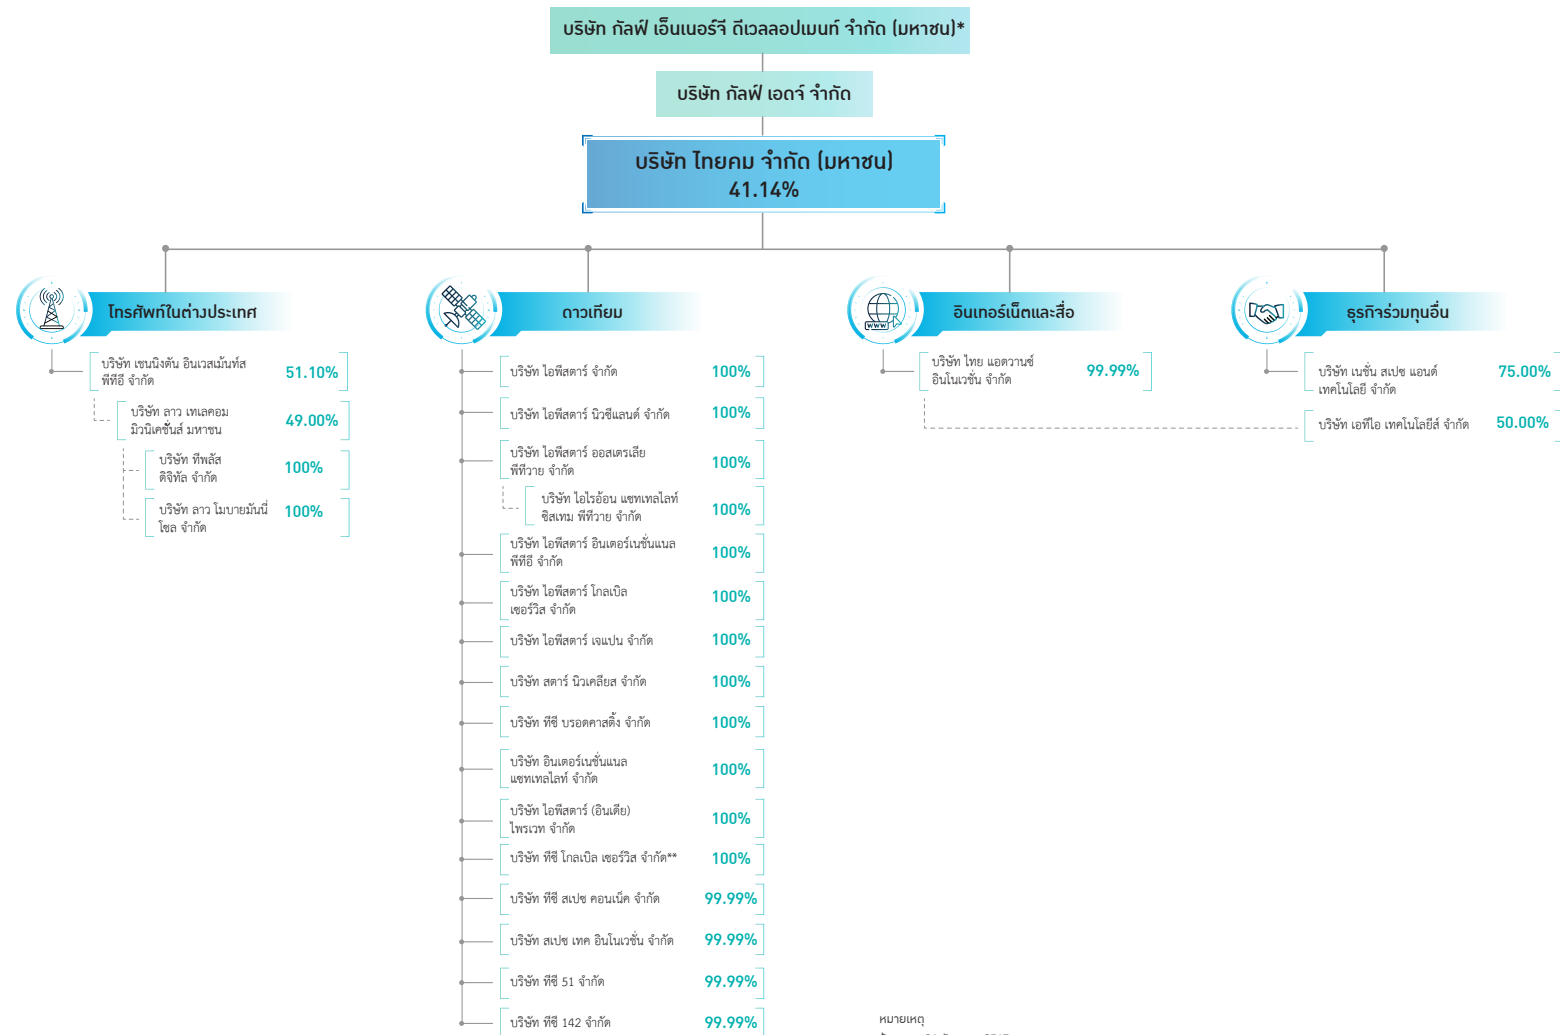 บริษัท กัลฟ์ เอ็นเนอร์จี ดีเวลลอปเมนท์ จำกัด (มหาชน)*
บริษัท กัลฟ์ เอดจ์ จำกัด
บริษัท ไทยคม จำกัด (มหาชน)
41.14%
โทรศัพท์ในต่างประเทศ
บริษัท เชนนิงตัน อินเวสเม้นท์ส
พีทีอี จำกัด
51.10%
บริษัท ลาว เทเลคอม
มิวนิเคชั่นส์ มหาชน
49.00%
บริษัท ทีพลัส
ดิจิทัล จำกัด
100%
บริษัท ลาว โมบายมันนี่
โซล จำกัด
100%
ดาวเทียม
บริษัท ไอพีสตาร์ จำกัด
100%
บริษัท ไอพีสตาร์ นิวซีแลนด์ จำกัด
100%
บริษัท ไอพีสตาร์ ออสเตรเลีย
พีทีวาย จำกัด
100%
บริษัท ไอไรอ้อน แซทเทลไลท์
ซิสเทม พีทีวาย จำกัด
100%
บริษัท ไอพีสตาร์ อินเตอร์เนชั่นแนล
พีทีอี จำกัด
100%
บริษัท ไอพีสตาร์ โกลเบิล
เซอร์วิส จำกัด
100%
บริษัท ไอพีสตาร์ เจแปน จำกัด
100%
บริษัท สตาร์ นิวเคลียส จำกัด
100%
บริษัท ทีซี บรอดคาสติ้ง จำกัด
100%
บริษัท อินเตอร์เนชั่นแนล
แซทเทลไลท์ จำกัด
100%
บริษัท ไอพีสตาร์ (อินเดีย)
ไพรเวท จำกัด
100%
บริษัท ทีซี โกลเบิล เซอร์วิส จำกัด**
100%
บริษัท ทีซี สเปซ คอนเน็ค จำกัด
99.99%
บริษัท สเปซ เทค อินโนเวชั่น จำกัด
99.99%
บริษัท ทีซี 51 จำกัด
99.99%
บริษัท ทีซี 142 จำกัด
99.99%
อินเทอร์เน็ตและสื่อ
WWW
บริษัท ไทย แอดวานซ์
อินโนเวชั่น จำกัด
99.99%
ธุรกิจร่วมทุนอื่น
บริษัท เนชั่น สเปซ แอนด์
เทคโนโลยี จำกัด
75.00%
บริษัท เอทีไอ เทคโนโลยีส์ จำกัด
50.00%
หมายเหตุ